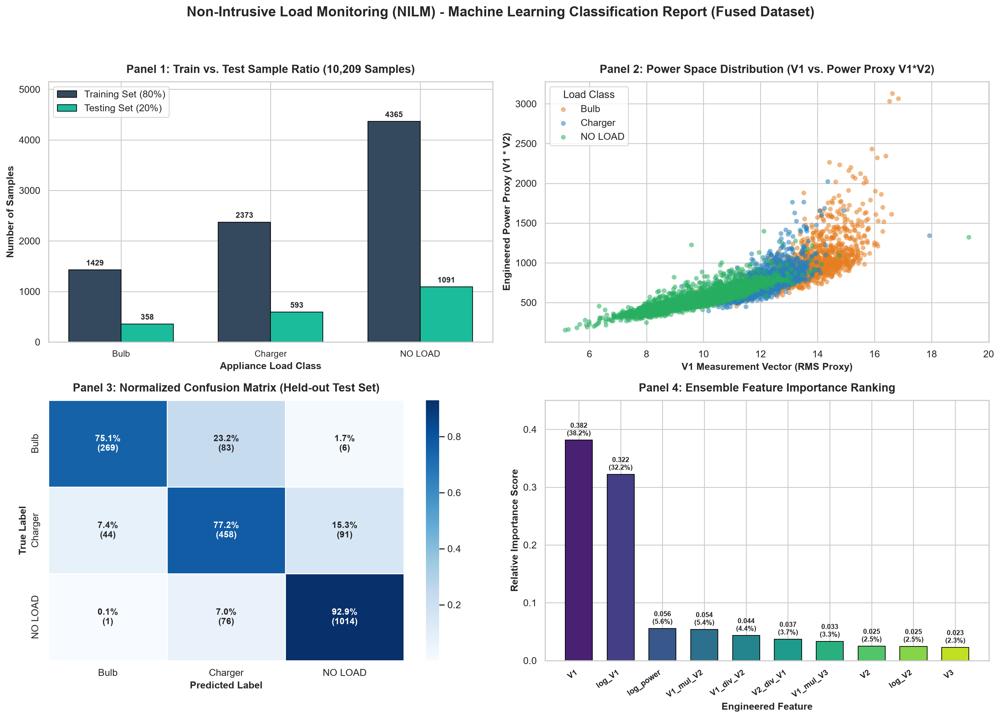 Non-Intrusive Load Monitoring (NILM) - Machine Learning Classification Report (Fused Dataset)
Panel 1: Train vs. Test Sample Ratio (10,209 Samples)
Number of Samples
5000
4000
3000
2000
1000
0
Training Set (80%)
Testing Set (20%)
1429
358
2373
593
4365
1091
Bulb
Charger
NO LOAD
Appliance Load Class
Panel 2: Power Space Distribution (V1 vs. Power Proxy V1*V2)
Engineered Power Proxy (V1 * V2)
3000
2500
2000
1500
1000
500
Load Class
Bulb
Charger
NO LOAD
6
8
10
12
14
16
18
20
V1 Measurement Vector (RMS Proxy)
Panel 3: Normalized Confusion Matrix (Held-out Test Set)
True Label
Bulb
Charger
NO LOAD
75.1%
(269)
23.2%
(83)
1.7%
(6)
7.4%
(44)
77.2%
(458)
15.3%
(91)
0.1%
(1)
7.0%
(76)
92.9%
(1014)
Bulb
Charger
NO LOAD
Predicted Label
0.8
0.6
0.4
0.2
Panel 4: Ensemble Feature Importance Ranking
Relative Importance Score
0.4
0.3
0.2
0.1
0.0
0.382
(38.2%)
0.322
(32.2%)
0.056
(5.6%)
0.054
(5.4%)
0.044
(4.4%)
0.037
(3.7%)
0.033
(3.3%)
0.025
(2.5%)
0.025
(2.5%)
0.023
(2.3%)
V1
log_V1
log_power
V1_mul_V2
V1_div_V2
V2_div_V1
V1_mul_V3
V2
log_V2
V3
Engineered Feature